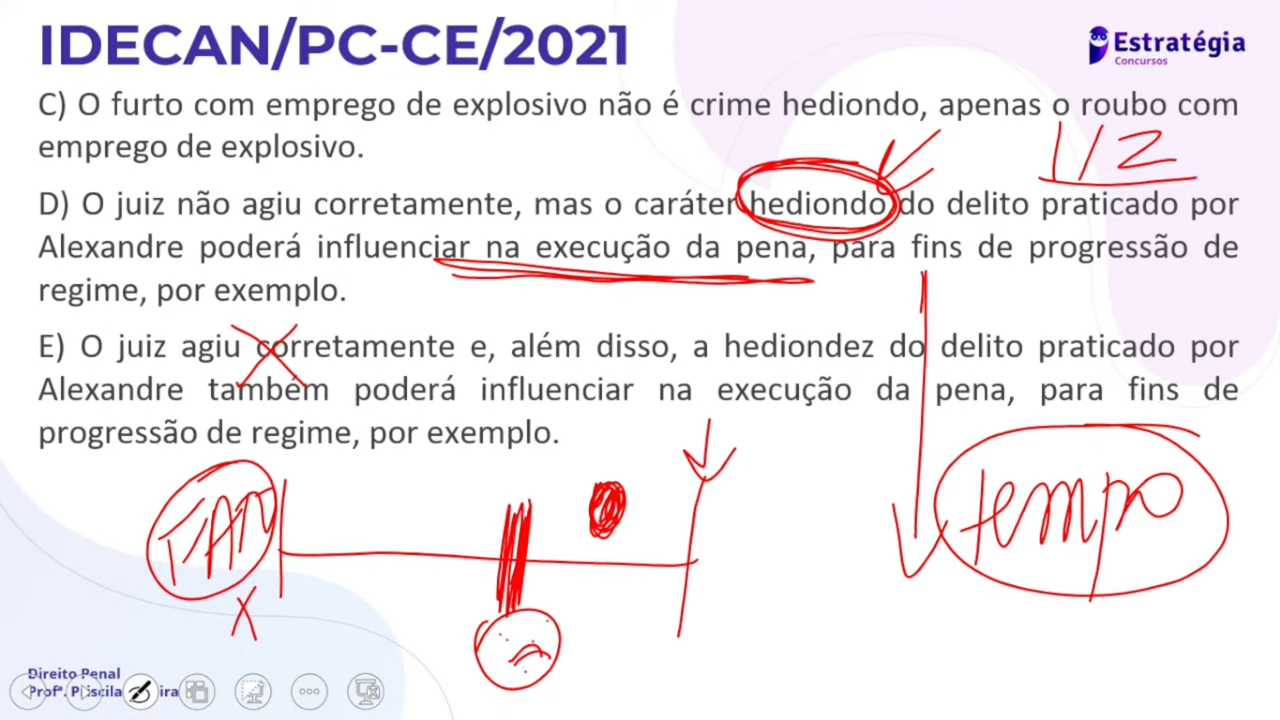 IDECAN/PC-CE/2021
Estratégia
Concursos
C) O furto com emprego de explosivo não é crime hediondo, apenas o roubo com
emprego de explosivo.
1/2
D) O juiz não agiu corretamente, mas o caráter hediondo do delito praticado por
Alexandre poderá influenciar na execução da pena, para fins de progressão de
regime, por exemplo.
E) O juiz agiu corretamente e, além disso, a hediondez do delito praticado por
Alexandre também poderá influenciar na execução da pena, para fins de
progressão de regime, por exemplo.
tempo
Direito Penal
Profª. Priscila